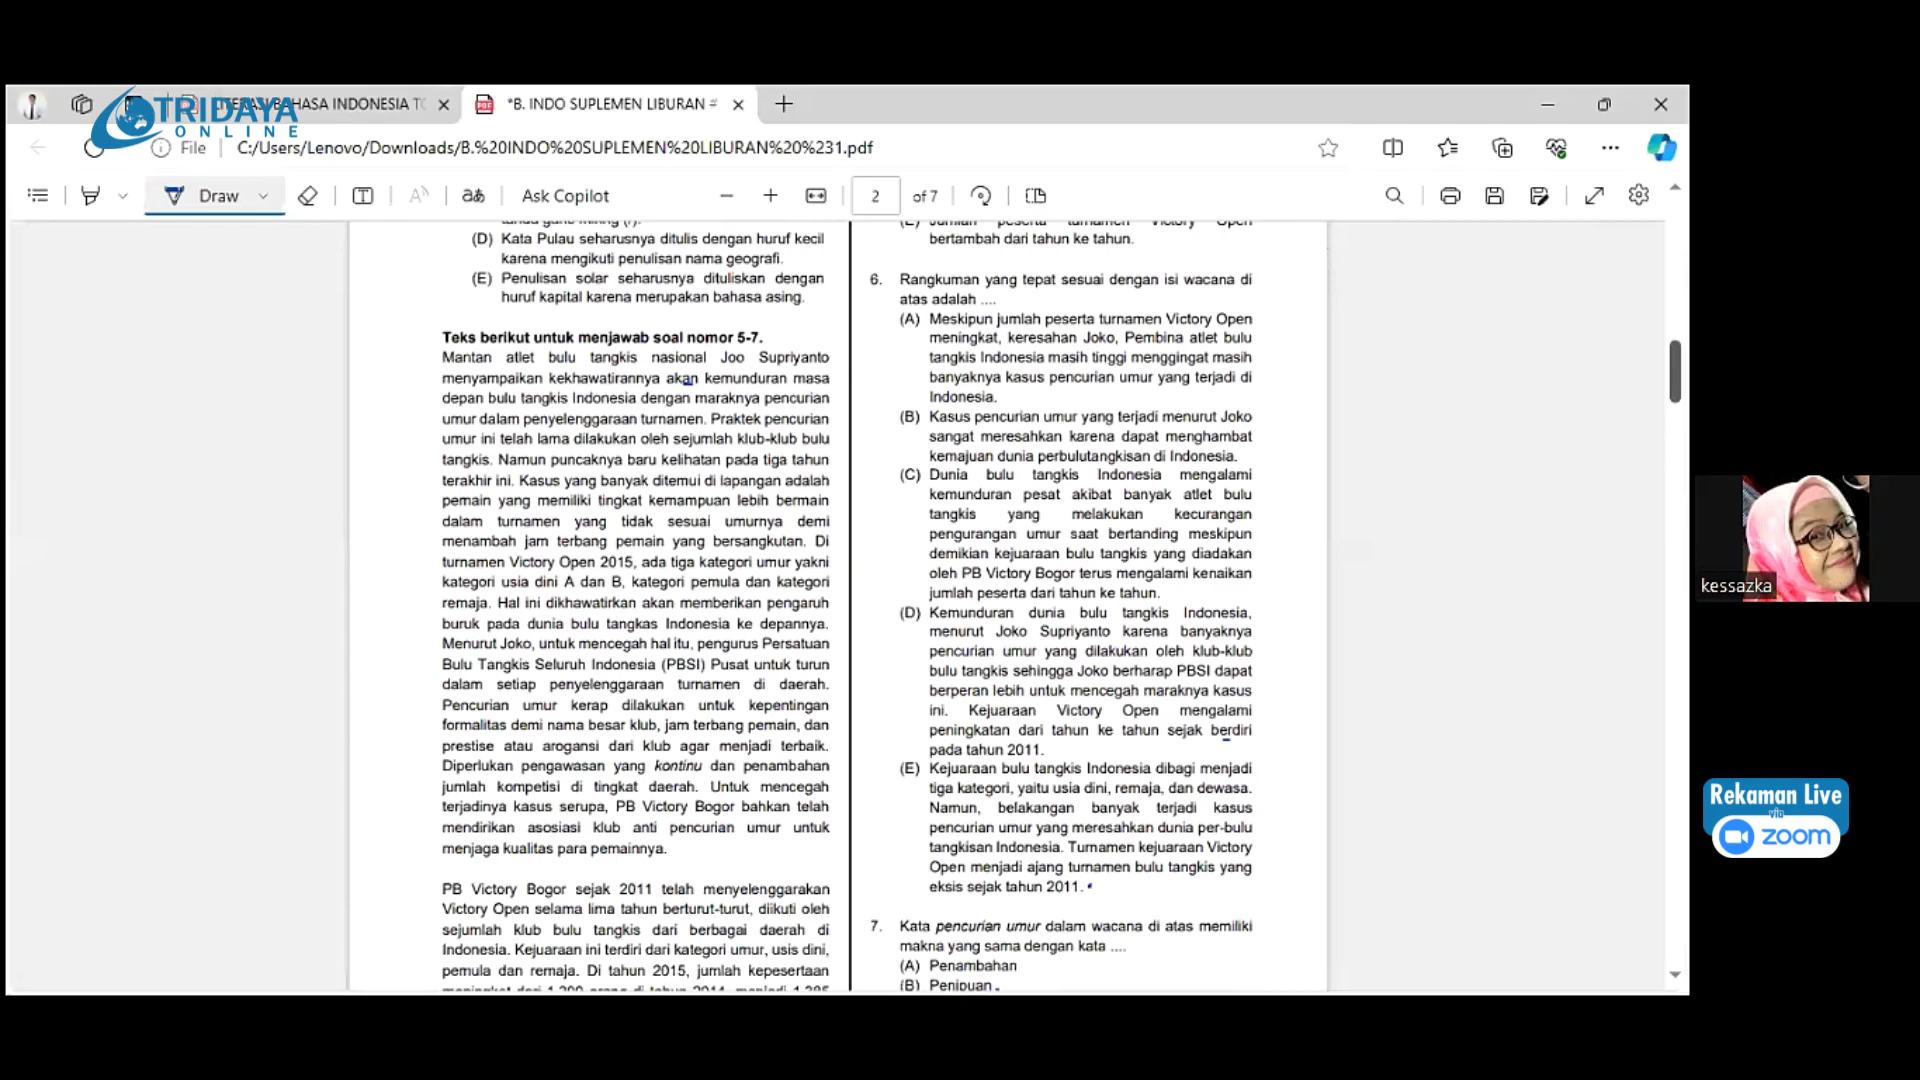 TRIDAYA
ONLINE
HASA INDONESIA
*B. INDO SUPLEMEN LIBURAN #
File
C:/Users/Lenovo/Downloads/B.%20INDO%20SUPLEMEN%20LIBURAN%20%231.pdf
Draw
Ask Copilot
2
of 7
(D) Kata Pulau seharusnya ditulis dengan huruf kecil
karena mengikuti penulisan nama geografi.
(E) Penulisan solar seharusnya dituliskan dengan
huruf kapital karena merupakan bahasa asing.
Teks berikut untuk menjawab soal nomor 5-7.
Mantan atlet bulu tangkis nasional Joo Supriyanto
menyampaikan kekhawatirannya akan kemunduran masa
depan bulu tangkis Indonesia dengan maraknya pencurian
umur dalam penyelenggaraan turnamen. Praktek pencurian
umur ini telah lama dilakukan oleh sejumlah klub-klub bulu
tangkis. Namun puncaknya baru kelihatan pada tiga tahun
terakhir ini. Kasus yang banyak ditemui di lapangan adalah
pemain yang memiliki tingkat kemampuan lebih bermain
dalam turnamen yang tidak sesuai umurnya demi
menambah jam terbang pemain yang bersangkutan. Di
turnamen Victory Open 2015, ada tiga kategori umur yakni
kategori usia dini A dan B, kategori pemula dan kategori
remaja. Hal ini dikhawatirkan akan memberikan pengaruh
buruk pada dunia bulu tangkas Indonesia ke depannya.
Menurut Joko, untuk mencegah hal itu, pengurus Persatuan
Bulu Tangkis Seluruh Indonesia (PBSI) Pusat untuk turun
dalam setiap penyelenggaraan turnamen di daerah.
Pencurian umur kerap dilakukan untuk kepentingan
formalitas demi nama besar klub, jam terbang pemain, dan
prestise atau arogansi dari klub agar menjadi terbaik.
Diperlukan pengawasan yang kontinu dan penambahan
jumlah kompetisi di tingkat daerah. Untuk mencegah
terjadinya kasus serupa, PB Victory Bogor bahkan telah
mendirikan asosiasi klub anti pencurian umur untuk
menjaga kualitas para pemainnya.
PB Victory Bogor sejak 2011 telah menyelenggarakan
Victory Open selama lima tahun berturut-turut, diikuti oleh
sejumlah klub bulu tangkis dari berbagai daerah di
Indonesia. Kejuaraan ini terdiri dari kategori umur, usis dini,
pemula dan remaja. Di tahun 2015, jumlah kepesertaan
(E) Jumlah peserta turnamen Victory Open
bertambah dari tahun ke tahun.
6. Rangkuman yang tepat sesuai dengan isi wacana di
atas adalah ....
(A) Meskipun jumlah peserta turnamen Victory Open
meningkat, keresahan Joko, Pembina atlet bulu
tangkis Indonesia masih tinggi menggingat masih
banyaknya kasus pencurian umur yang terjadi di
Indonesia.
(B) Kasus pencurian umur yang terjadi menurut Joko
sangat meresahkan karena dapat menghambat
kemajuan dunia perbulutangkisan di Indonesia.
(C) Dunia bulu tangkis Indonesia mengalami
kemunduran pesat akibat banyak atlet bulu
tangkis yang melakukan kecurangan
pengurangan umur saat bertanding meskipun
demikian kejuaraan bulu tangkis yang diadakan
oleh PB Victory Bogor terus mengalami kenaikan
jumlah peserta dari tahun ke tahun.
(D) Kemunduran dunia bulu tangkis Indonesia,
menurut Joko Supriyanto karena banyaknya
pencurian umur yang dilakukan oleh klub-klub
bulu tangkis sehingga Joko berharap PBSI dapat
berperan lebih untuk mencegah maraknya kasus
ini. Kejuaraan Victory Open mengalami
peningkatan dari tahun ke tahun sejak berdiri
pada tahun 2011.
(E) Kejuaraan bulu tangkis Indonesia dibagi menjadi
tiga kategori, yaitu usia dini, remaja, dan dewasa.
Namun, belakangan banyak terjadi kasus
pencurian umur yang meresahkan dunia per-bulu
tangkisan Indonesia. Turnamen kejuaraan Victory
Open menjadi ajang turnamen bulu tangkis yang
eksis sejak tahun 2011.
7. Kata pencurian umur dalam wacana di atas memiliki
makna yang sama dengan kata ....
(A) Penambahan
(B) Penipuan
kessazka
Rekaman Live
via
zoom